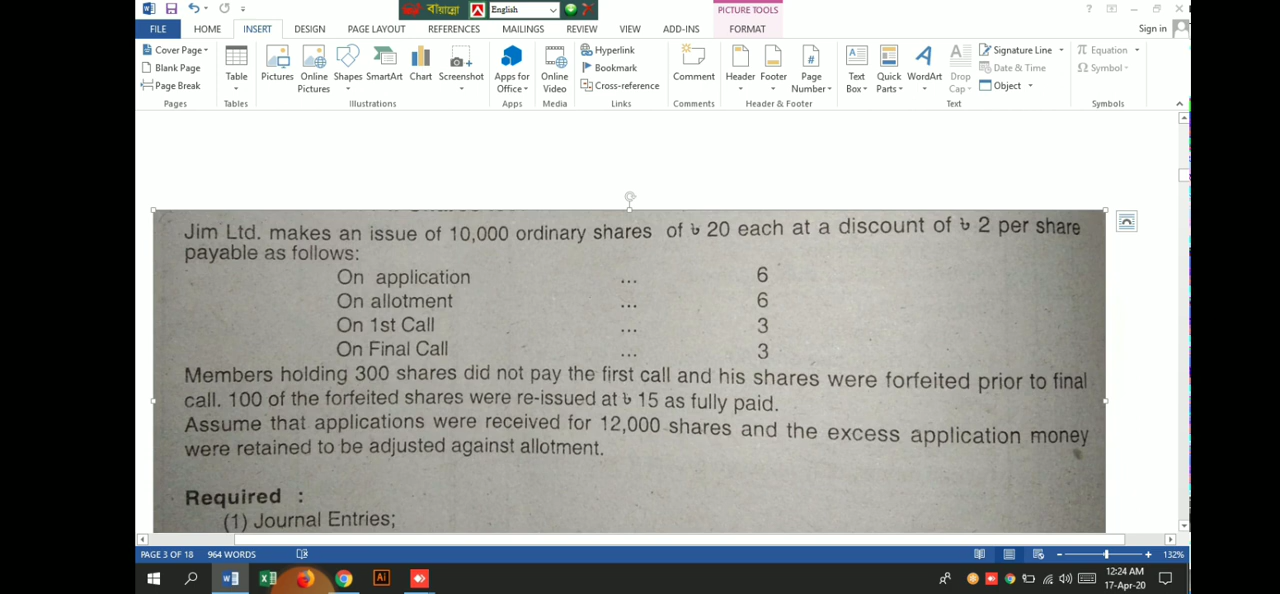 বায়ান্নো English
PICTURE TOOLS
FILE HOME INSERT DESIGN PAGE LAYOUT REFERENCES MAILINGS REVIEW VIEW ADD-INS FORMAT Sign in
Cover Page
Blank Page
Page Break
Table Pictures Online Pictures Shapes SmartArt Chart Screenshot Apps for Office Online Video
Hyperlink
Bookmark
Cross-reference
Comment Header Footer Page Number Text Box Quick Parts WordArt Drop Cap
Signature Line
Date & Time
Object
Equation
Symbol
Pages Tables Illustrations Apps Media Links Comments Header & Footer Text Symbols
Jim Ltd. makes an issue of 10,000 ordinary shares of ৳ 20 each at a discount of ৳ 2 per share
payable as follows:
On application ... 6
On allotment ... 6
On 1st Call ... 3
On Final Call ... 3
Members holding 300 shares did not pay the first call and his shares were forfeited prior to final
call. 100 of the forfeited shares were re-issued at ৳ 15 as fully paid.
Assume that applications were received for 12,000 shares and the excess application money
were retained to be adjusted against allotment.
Required :
(1) Journal Entries;
PAGE 3 OF 18 964 WORDS 132%
12:24 AM
17-Apr-20